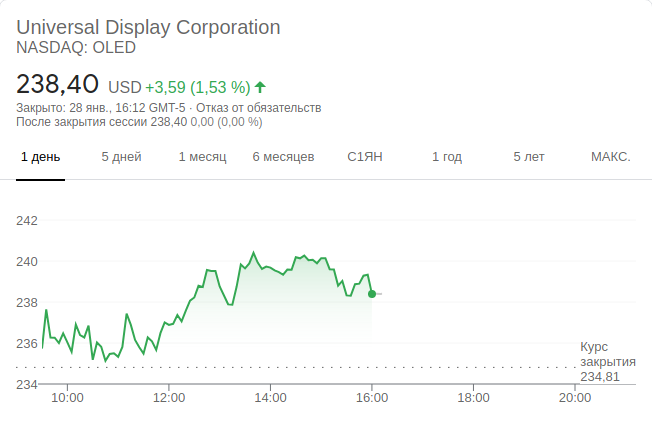 Universal Display Corporation
NASDAQ: OLED
238,40 USD +3,59 (1,53 %)
Закрыто: 28 янв., 16:12 GMT-5 · Отказ от обязательств
После закрытия сессии 238,40 0,00 (0,00 %)
1 день 5 дней 1 месяц 6 месяцев С1ЯН 1 год 5 лет МАКС.
242
240
238
236
Курс
закрытия
234,81
234
10:00 12:00 14:00 16:00 18:00 20:00